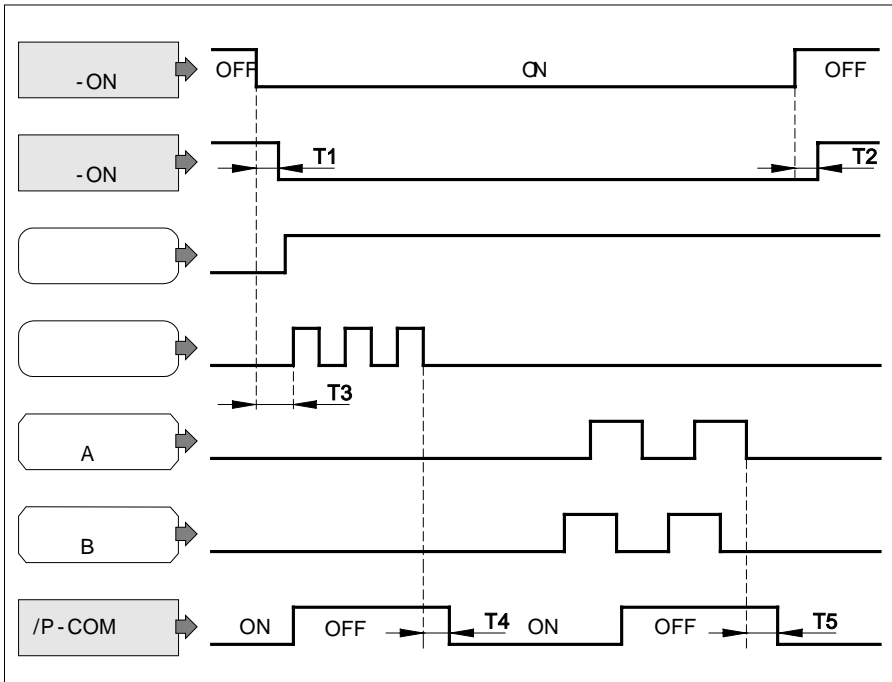 -ON
OFF ON OFF
-ON
T1 T2
T3
A
B
/P-COM
ON OFF T4 ON OFF T5